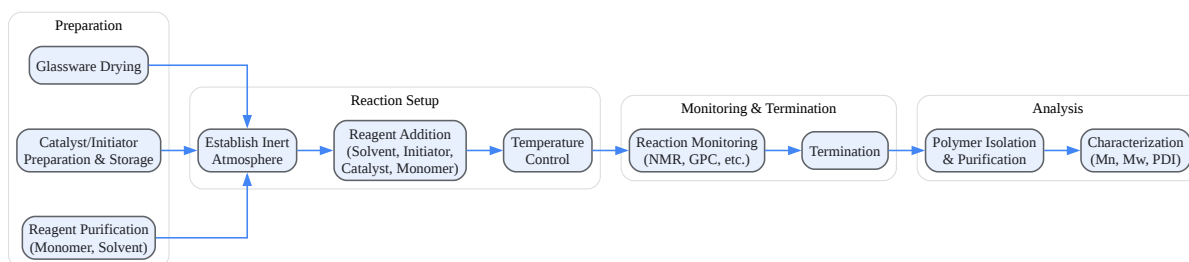 Preparation
Glassware Drying
Catalyst/Initiator
Preparation & Storage
Reagent Purification
(Monomer, Solvent)
Reaction Setup
Establish Inert
Atmosphere
Reagent Addition
(Solvent, Initiator,
Catalyst, Monomer)
Temperature
Control
Monitoring & Termination
Reaction Monitoring
(NMR, GPC, etc.)
Termination
Analysis
Polymer Isolation
& Purification
Characterization
(Mn, Mw, PDI)